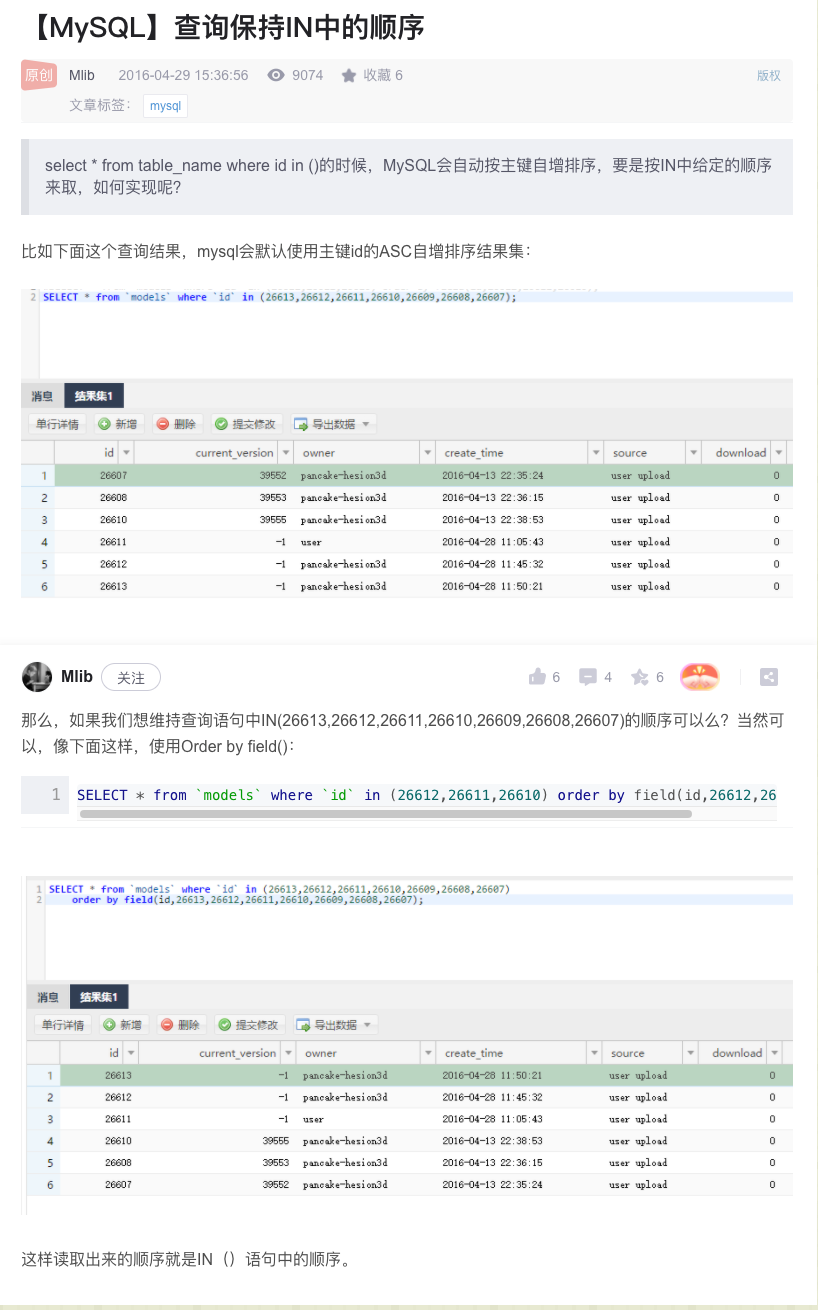 【MySQL】查询保持IN中的顺序
原创 Mlib 2016-04-29 15:36:56 9074 收藏 6 版权
文章标签： mysql
select * from table_name where id in ()的时候，MySQL会自动按主键自增排序，要是按IN中给定的顺序
来取，如何实现呢？
比如下面这个查询结果，mysql会默认使用主键id的ASC自增排序结果集：
2 SELECT * from `models` where `id` in (26613,26612,26611,26610,26609,26608,26607);
消息 结果集1
单行详情 新增 删除 提交修改 导出数据
id current_version owner create_time source download
1 26607 39552 pancake-hesion3d 2016-04-13 22:35:24 user upload 0
2 26608 39553 pancake-hesion3d 2016-04-13 22:36:15 user upload 0
3 26610 39555 pancake-hesion3d 2016-04-13 22:38:53 user upload 0
4 26611 -1 user 2016-04-28 11:05:43 user upload 0
5 26612 -1 pancake-hesion3d 2016-04-28 11:45:32 user upload 0
6 26613 -1 pancake-hesion3d 2016-04-28 11:50:21 user upload 0
Mlib 关注 6 4 6
那么，如果我们想维持查询语句中IN(26613,26612,26611,26610,26609,26608,26607)的顺序可以么？当然可
以，像下面这样，使用Order by field()：
1 SELECT * from `models` where `id` in (26612,26611,26610) order by field(id,26612,26
1 SELECT * from `models` where `id` in (26613,26612,26611,26610,26609,26608,26607)
2 order by field(id,26613,26612,26611,26610,26609,26608,26607);
消息 结果集1
单行详情 新增 删除 提交修改 导出数据
id current_version owner create_time source download
1 26613 -1 pancake-hesion3d 2016-04-28 11:50:21 user upload 0
2 26612 -1 pancake-hesion3d 2016-04-28 11:45:32 user upload 0
3 26611 -1 user 2016-04-28 11:05:43 user upload 0
4 26610 39555 pancake-hesion3d 2016-04-13 22:38:53 user upload 0
5 26608 39553 pancake-hesion3d 2016-04-13 22:36:15 user upload 0
6 26607 39552 pancake-hesion3d 2016-04-13 22:35:24 user upload 0
这样读取出来的顺序就是IN（）语句中的顺序。